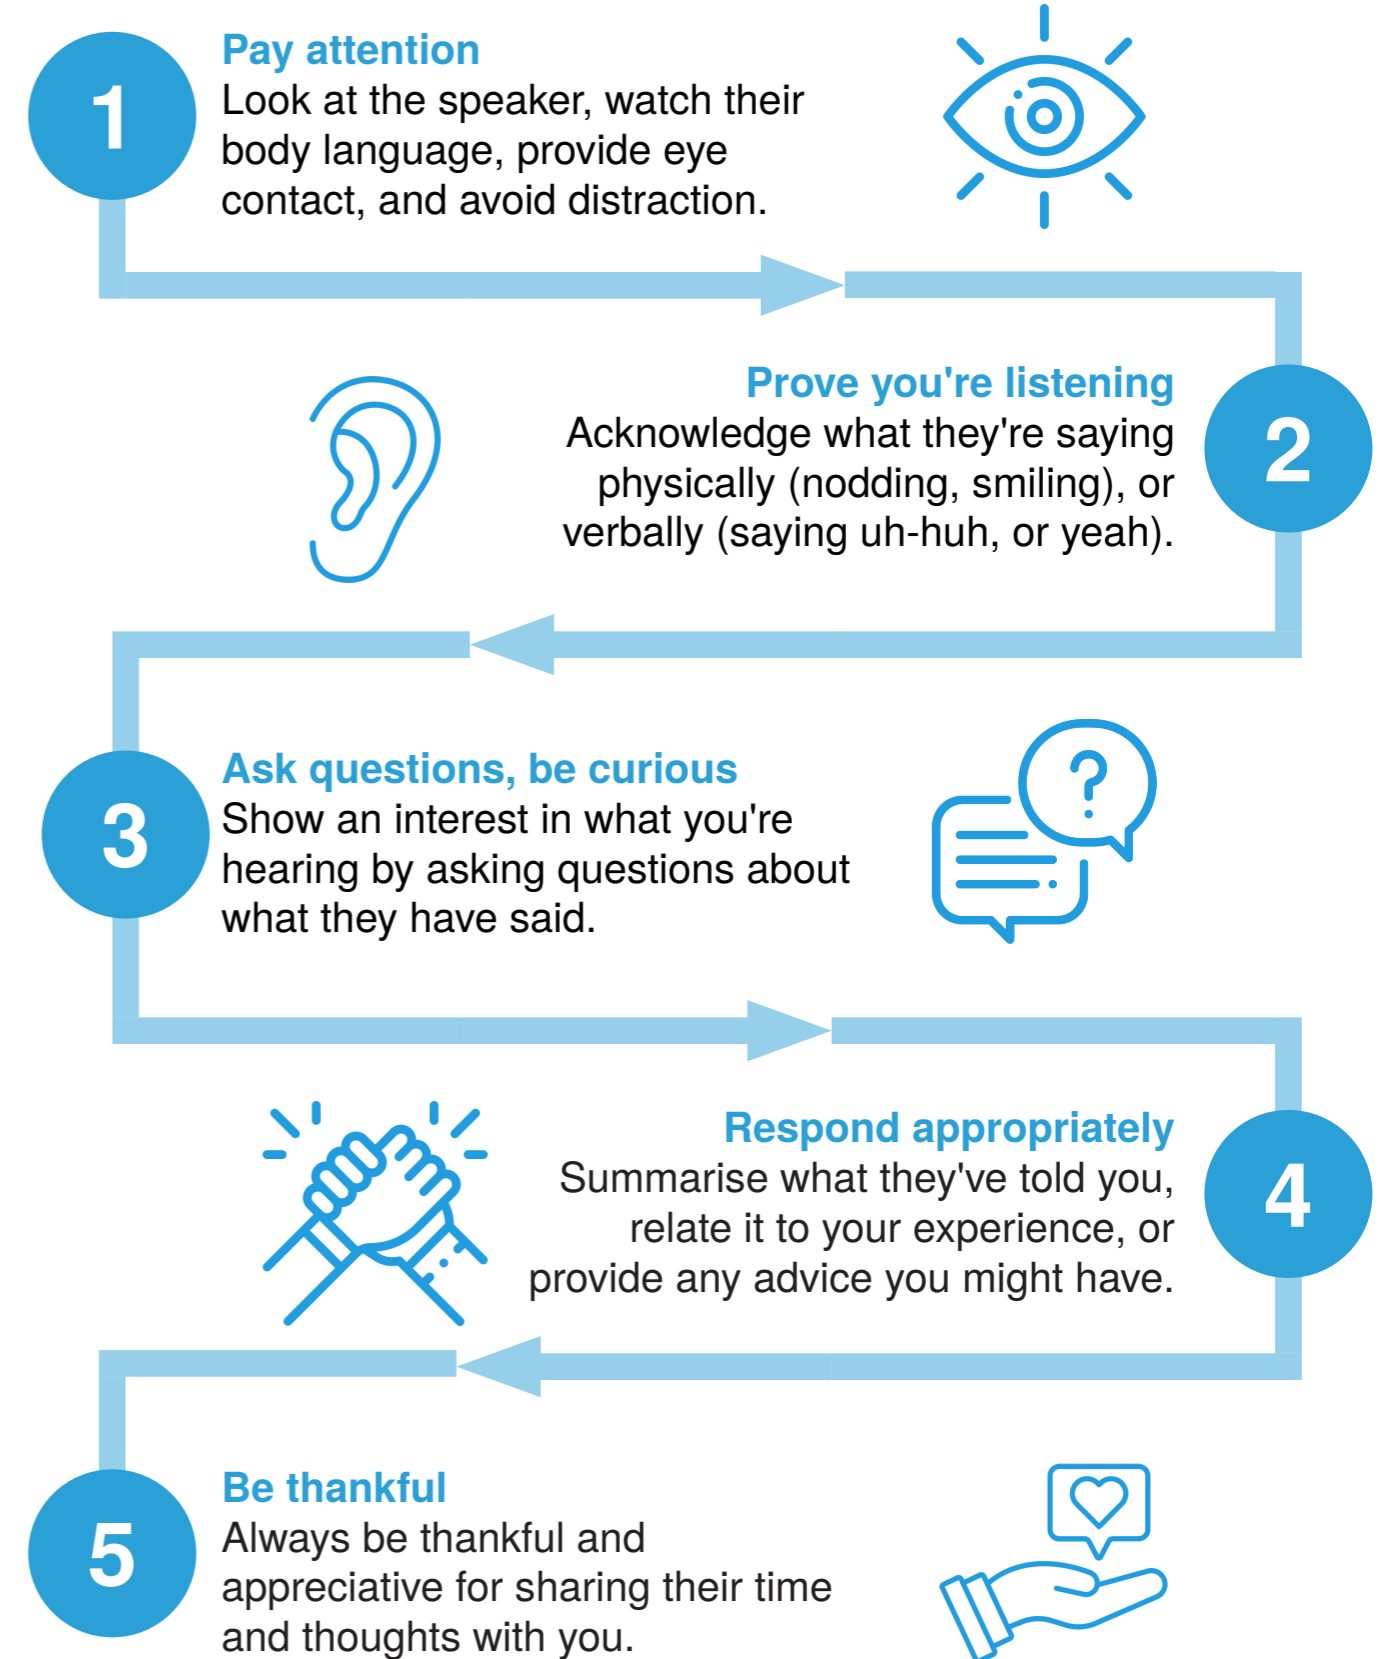 1
Pay attention
Look at the speaker, watch their
body language, provide eye
contact, and avoid distraction.
Prove you're listening
Acknowledge what they're saying
physically (nodding, smiling), or
verbally (saying uh-huh, or yeah).
2
3
Ask questions, be curious
Show an interest in what you're
hearing by asking questions about
what they have said.
?
Respond appropriately
Summarise what they've told you,
relate it to your experience, or
provide any advice you might have.
4
5
Be thankful
Always be thankful and
appreciative for sharing their time
and thoughts with you.